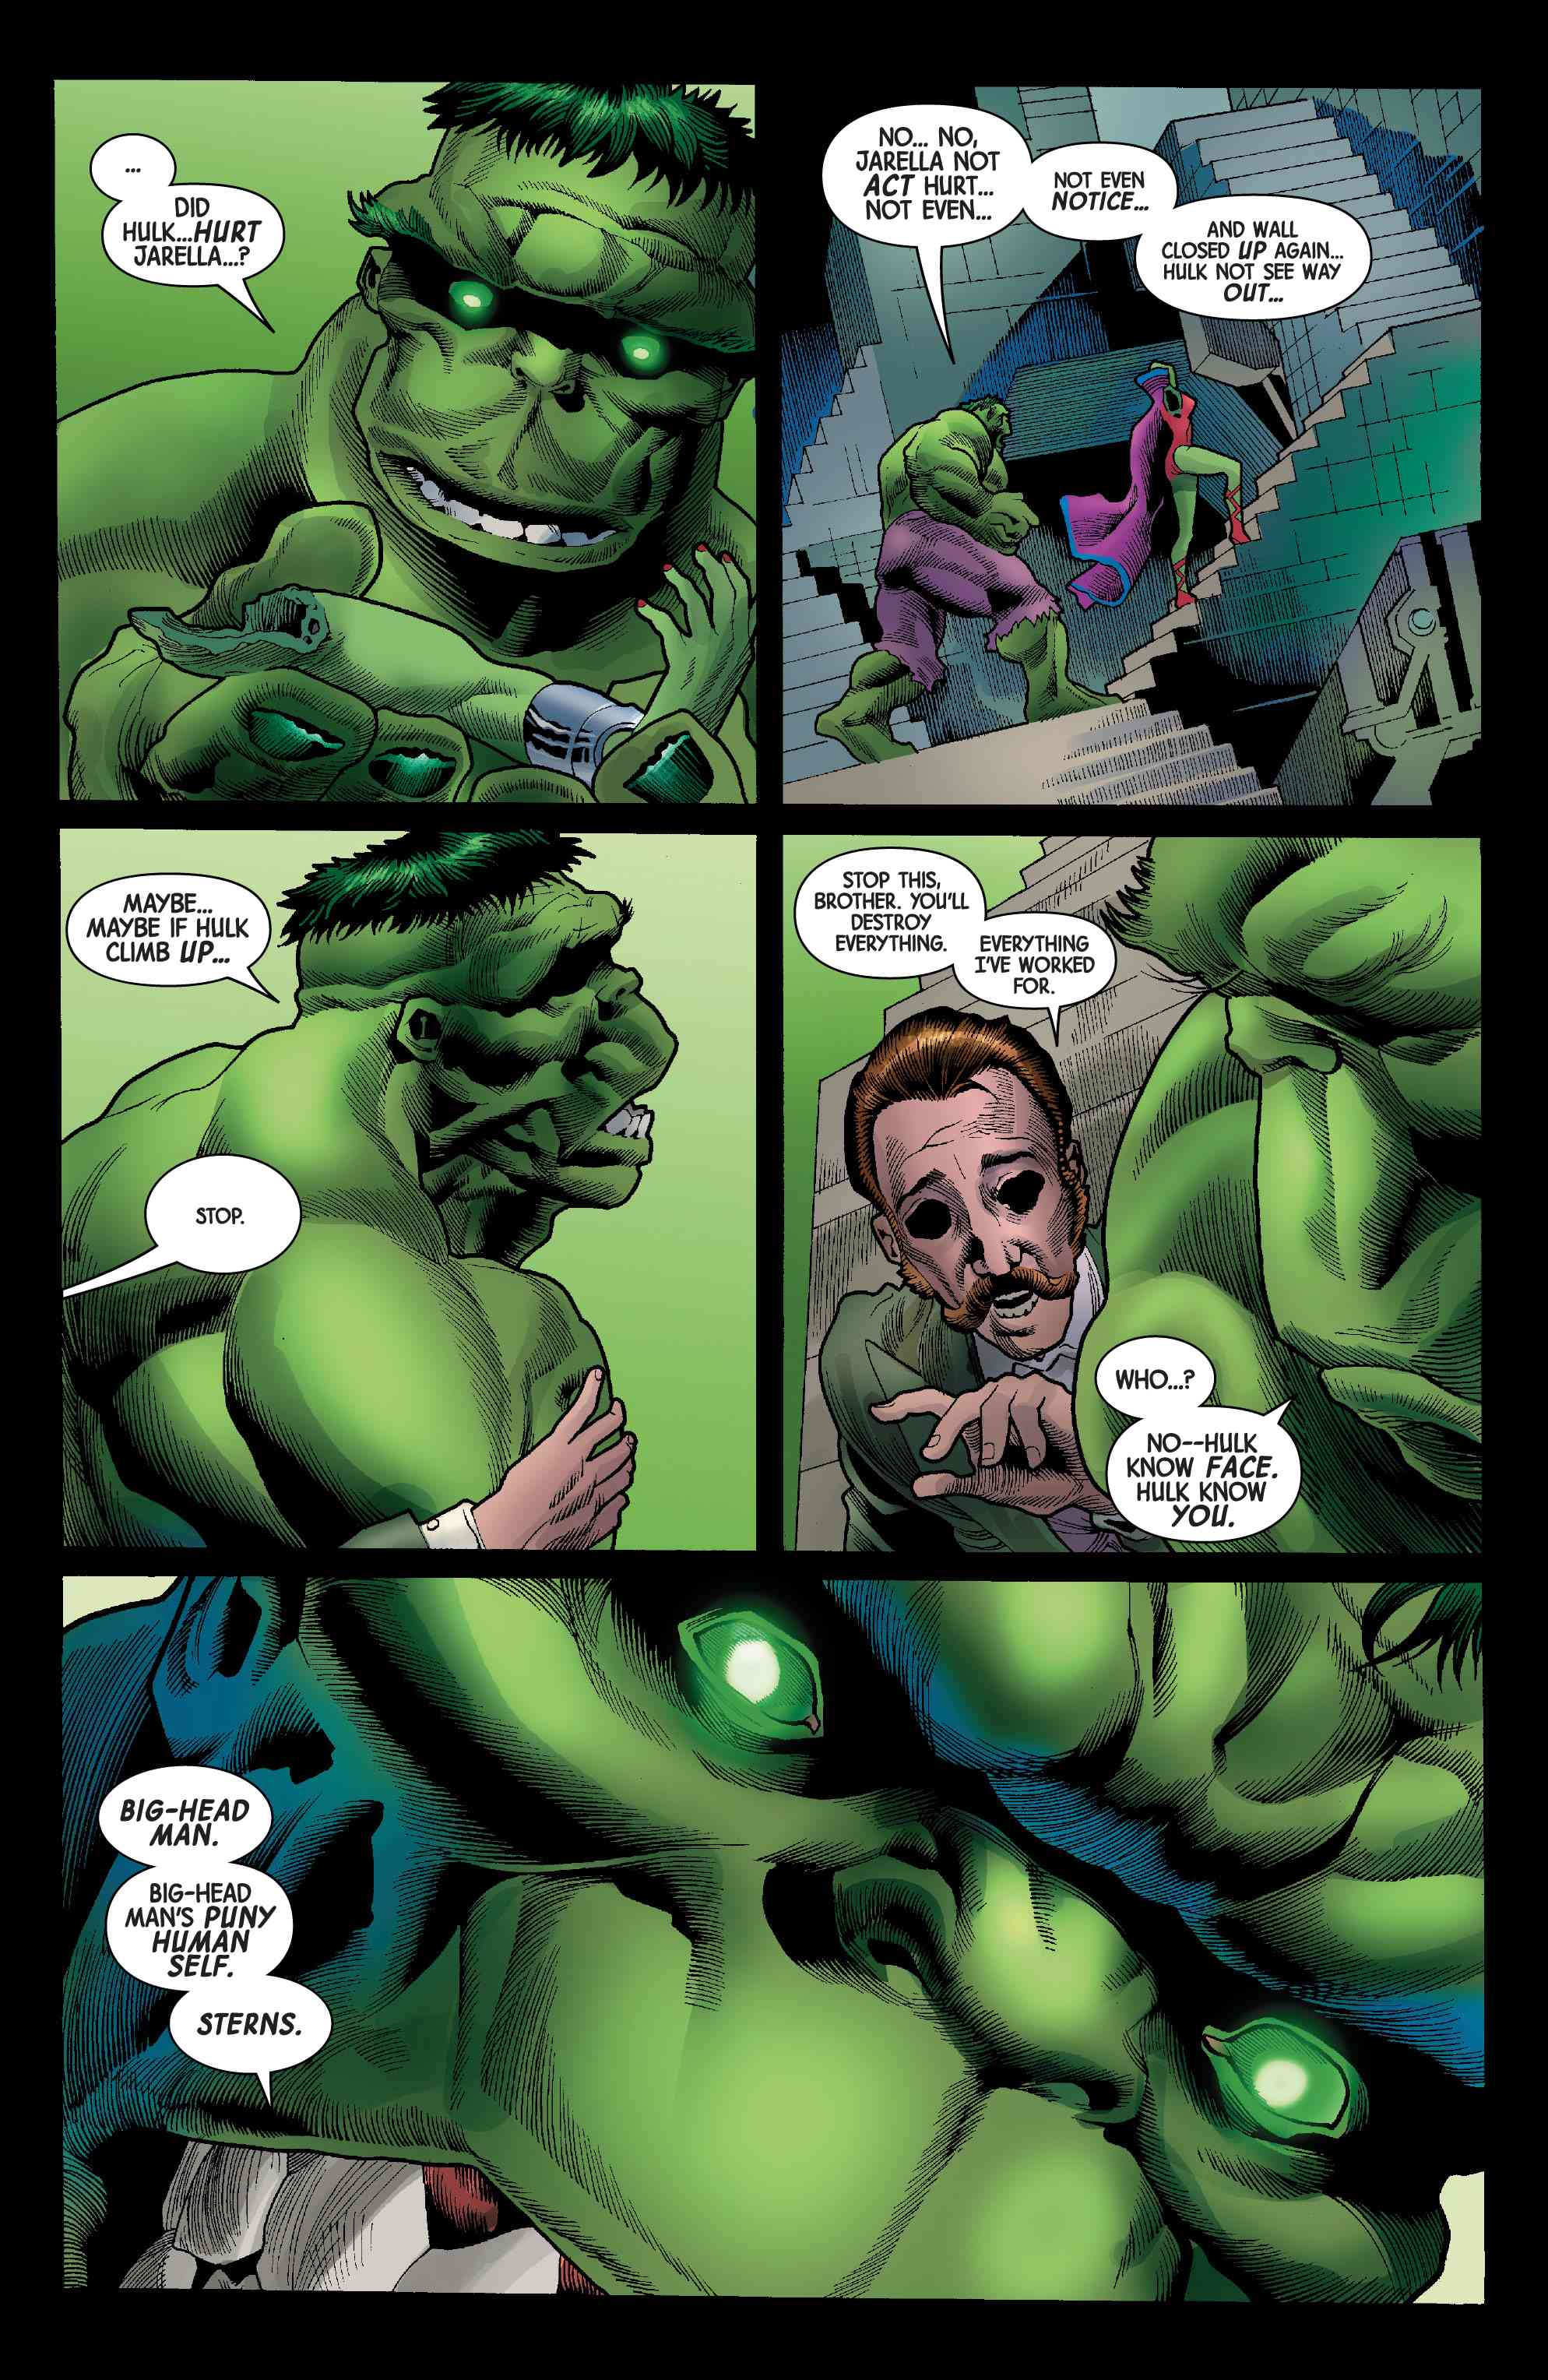 ...
DID
HULK...HURT
JARELLA...?
NO... NO,
JARELLA NOT
ACT HURT...
NOT EVEN...
NOT EVEN
NOTICE...
AND WALL
CLOSED UP AGAIN...
HULK NOT SEE WAY
OUT...
MAYBE...
MAYBE IF HULK
CLIMB UP...
STOP.
STOP THIS,
BROTHER. YOU'LL
DESTROY
EVERYTHING.
EVERYTHING
I'VE WORKED
FOR.
WHO...?
NO--HULK
KNOW FACE.
HULK KNOW
YOU.
BIG-HEAD
MAN.
BIG-HEAD
MAN'S PUNY
HUMAN
SELF.
STERNS.